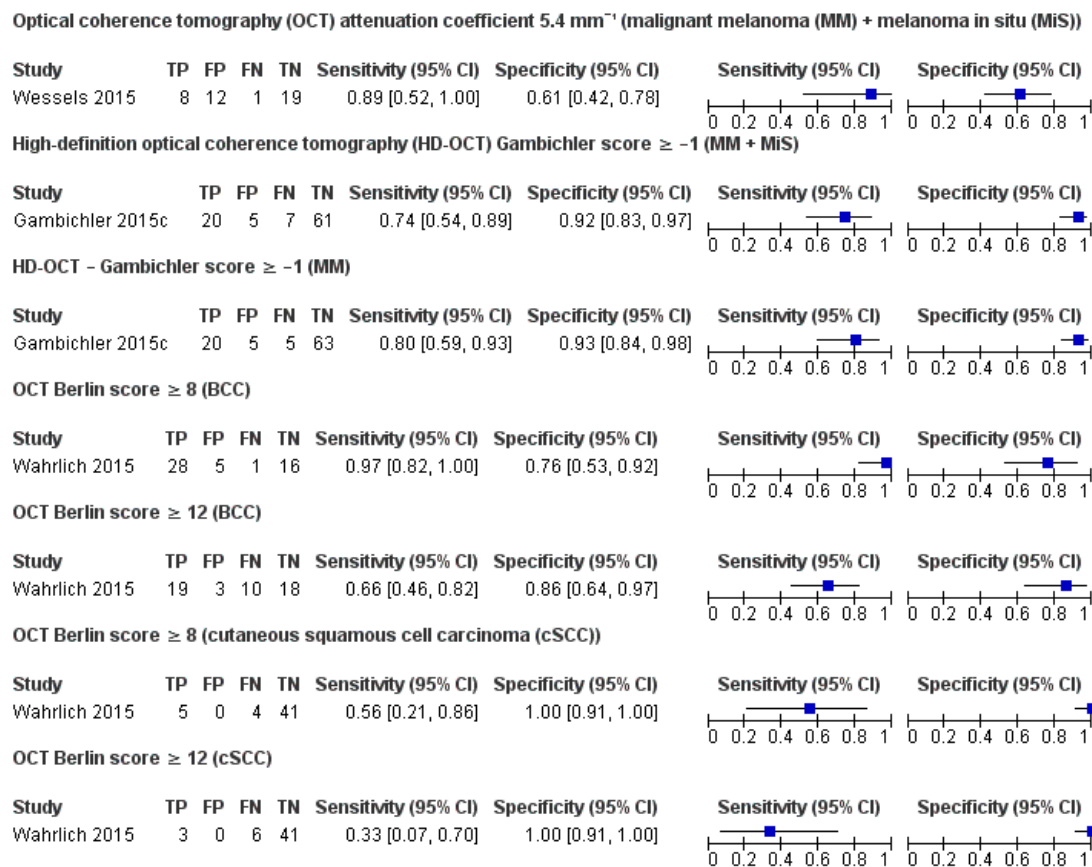 Optical coherence tomography (OCT) attenuation coefficient 5.4 mm⁻¹ (malignant melanoma (MM) + melanoma in situ (MiS))
Study TP FP FN TN Sensitivity (95% CI) Specificity (95% CI) Sensitivity (95% CI) Specificity (95% CI)
Wessels 2015 8 12 1 19 0.89 [0.52, 1.00] 0.61 [0.42, 0.78]
0 0.2 0.4 0.6 0.8 1 0 0.2 0.4 0.6 0.8 1
High-definition optical coherence tomography (HD-OCT) Gambichler score ≥ −1 (MM + MiS)
Study TP FP FN TN Sensitivity (95% CI) Specificity (95% CI) Sensitivity (95% CI) Specificity (95% CI)
Gambichler 2015c 20 5 7 61 0.74 [0.54, 0.89] 0.92 [0.83, 0.97]
0 0.2 0.4 0.6 0.8 1 0 0.2 0.4 0.6 0.8 1
HD-OCT – Gambichler score ≥ −1 (MM)
Study TP FP FN TN Sensitivity (95% CI) Specificity (95% CI) Sensitivity (95% CI) Specificity (95% CI)
Gambichler 2015c 20 5 5 63 0.80 [0.59, 0.93] 0.93 [0.84, 0.98]
0 0.2 0.4 0.6 0.8 1 0 0.2 0.4 0.6 0.8 1
OCT Berlin score ≥ 8 (BCC)
Study TP FP FN TN Sensitivity (95% CI) Specificity (95% CI) Sensitivity (95% CI) Specificity (95% CI)
Wahrlich 2015 28 5 1 16 0.97 [0.82, 1.00] 0.76 [0.53, 0.92]
0 0.2 0.4 0.6 0.8 1 0 0.2 0.4 0.6 0.8 1
OCT Berlin score ≥ 12 (BCC)
Study TP FP FN TN Sensitivity (95% CI) Specificity (95% CI) Sensitivity (95% CI) Specificity (95% CI)
Wahrlich 2015 19 3 10 18 0.66 [0.46, 0.82] 0.86 [0.64, 0.97]
0 0.2 0.4 0.6 0.8 1 0 0.2 0.4 0.6 0.8 1
OCT Berlin score ≥ 8 (cutaneous squamous cell carcinoma (cSCC))
Study TP FP FN TN Sensitivity (95% CI) Specificity (95% CI) Sensitivity (95% CI) Specificity (95% CI)
Wahrlich 2015 5 0 4 41 0.56 [0.21, 0.86] 1.00 [0.91, 1.00]
0 0.2 0.4 0.6 0.8 1 0 0.2 0.4 0.6 0.8 1
OCT Berlin score ≥ 12 (cSCC)
Study TP FP FN TN Sensitivity (95% CI) Specificity (95% CI) Sensitivity (95% CI) Specificity (95% CI)
Wahrlich 2015 3 0 6 41 0.33 [0.07, 0.70] 1.00 [0.91, 1.00]
0 0.2 0.4 0.6 0.8 1 0 0.2 0.4 0.6 0.8 1